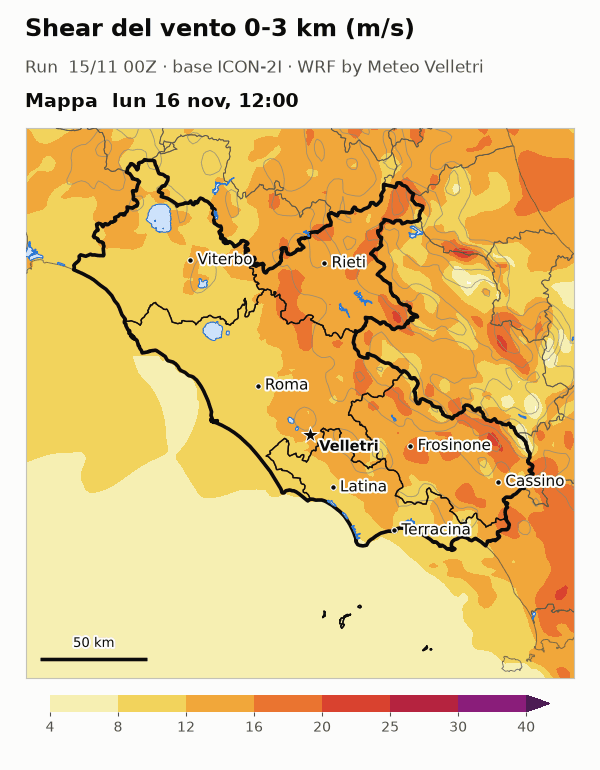 Shear del vento 0-3 km (m/s)
Run 15/11 00Z · base ICON-2I · WRF by Meteo Velletri
Mappa lun 16 nov, 12:00
Viterbo
Rieti
Roma
Velletri
Frosinone
Latina
Cassino
Terracina
50 km
4 8 12 16 20 25 30 40